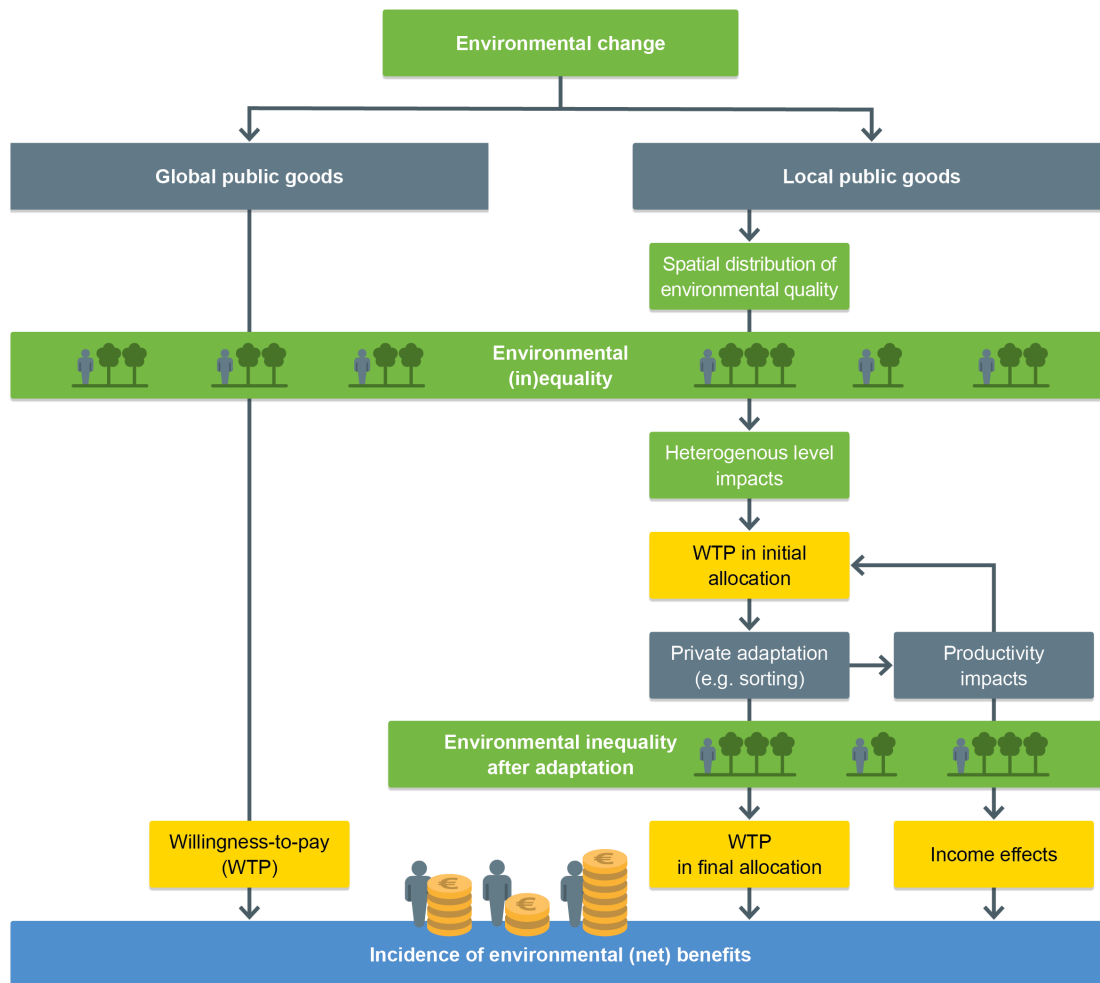 Environmental change
Global public goods
Local public goods
Spatial distribution of
environmental quality
Environmental
(in)equality
Heterogenous level
impacts
WTP in initial
allocation
Private adaptation
(e.g. sorting)
Productivity
impacts
Environmental inequality
after adaptation
Willingness-to-pay
(WTP)
WTP
in final allocation
Income effects
€
€
€
Incidence of environmental (net) benefits